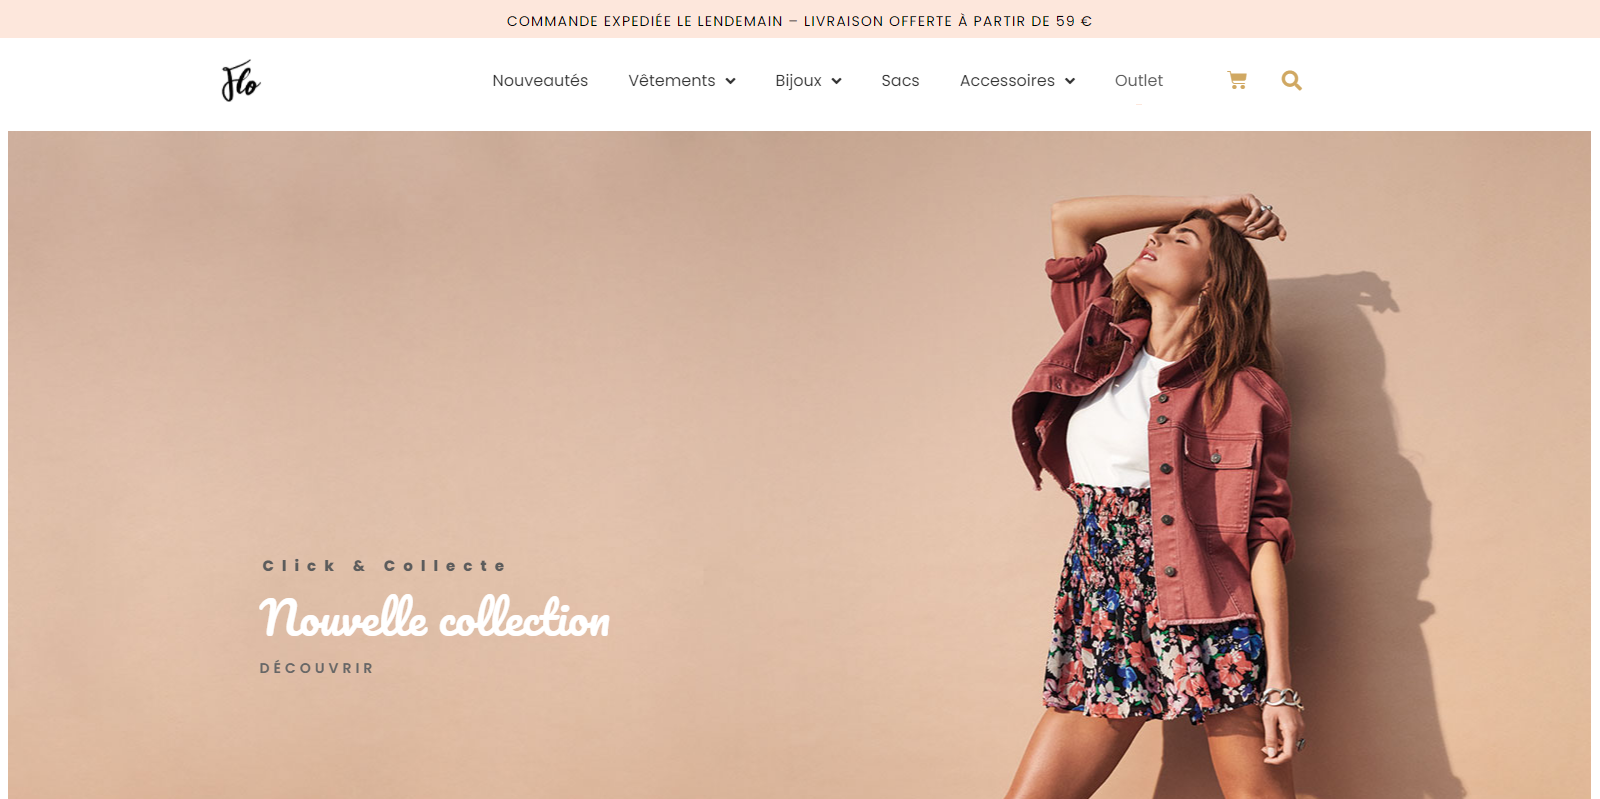 COMMANDE EXPEDIÉE LE LENDEMAIN – LIVRAISON OFFERTE À PARTIR DE 59 €
Flo
Nouveautés Vêtements Bijoux Sacs Accessoires Outlet
Click & Collecte
Nouvelle collection
DÉCOUVRIR